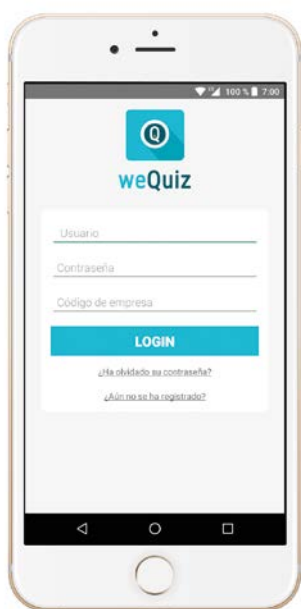 100 % 7:00
Q
weQuiz
Usuario
Contraseña
Código de empresa
LOGIN
¿Ha olvidado su contraseña?
¿Aún no se ha registrado?